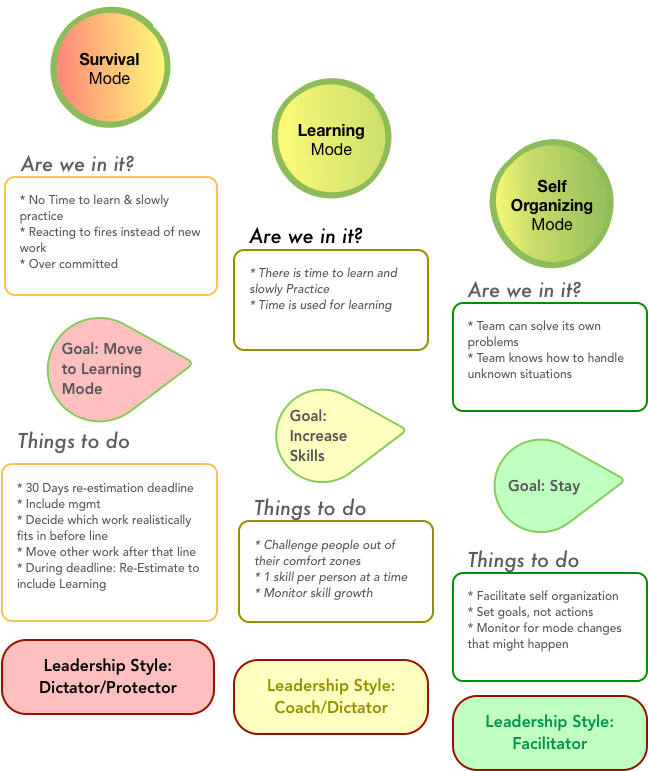 Survival
Mode
Are we in it?
* No Time to learn & slowly
practice
* Reacting to fires instead of new
work
* Over committed
Goal: Move
to Learning
Mode
Things to do
* 30 Days re-estimation deadline
* Include mgmt
* Decide which work realistically
fits in before line
* Move other work after that line
* During deadline: Re-Estimate to
include Learning
Leadership Style:
Dictator/Protector
Learning
Mode
Are we in it?
* There is time to learn and
slowly Practice
* Time is used for learning
Goal:
Increase
Skills
Things to do
* Challenge people out of
their comfort zones
* 1 skill per person at a time
* Monitor skill growth
Leadership Style:
Coach/Dictator
Self
Organizing
Mode
Are we in it?
* Team can solve its own
problems
* Team knows how to handle
unknown situations
Goal: Stay
Things to do
* Facilitate self organization
* Set goals, not actions
* Monitor for mode changes
that might happen
Leadership Style:
Facilitator